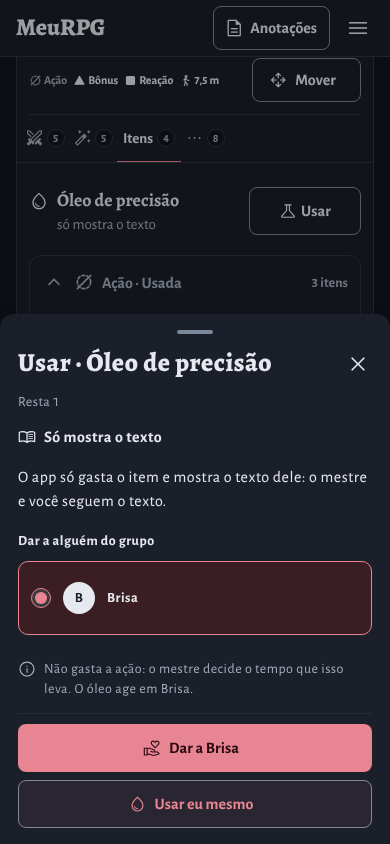 MeuRPG
Anotações
Ação Bônus Reação 7,5 m
Mover
5 5 Itens 4 ··· 8
Óleo de precisão
só mostra o texto
Usar
Ação · Usada
3 itens
Usar · Óleo de precisão
Resta 1
Só mostra o texto
O app só gasta o item e mostra o texto dele: o mestre
e você seguem o texto.
Dar a alguém do grupo
B Brisa
Não gasta a ação: o mestre decide o tempo que isso
leva. O óleo age em Brisa.
Dar a Brisa
Usar eu mesmo